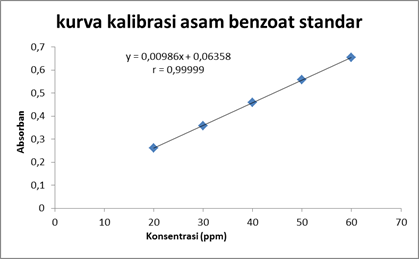 kurva kalibrasi asam benzoat standar
y = 0,00986x + 0,06358
r = 0,99999
Absorban
0,7
0,6
0,5
0,4
0,3
0,2
0,1
0
0 10 20 30 40 50 60 70
Konsentrasi (ppm)